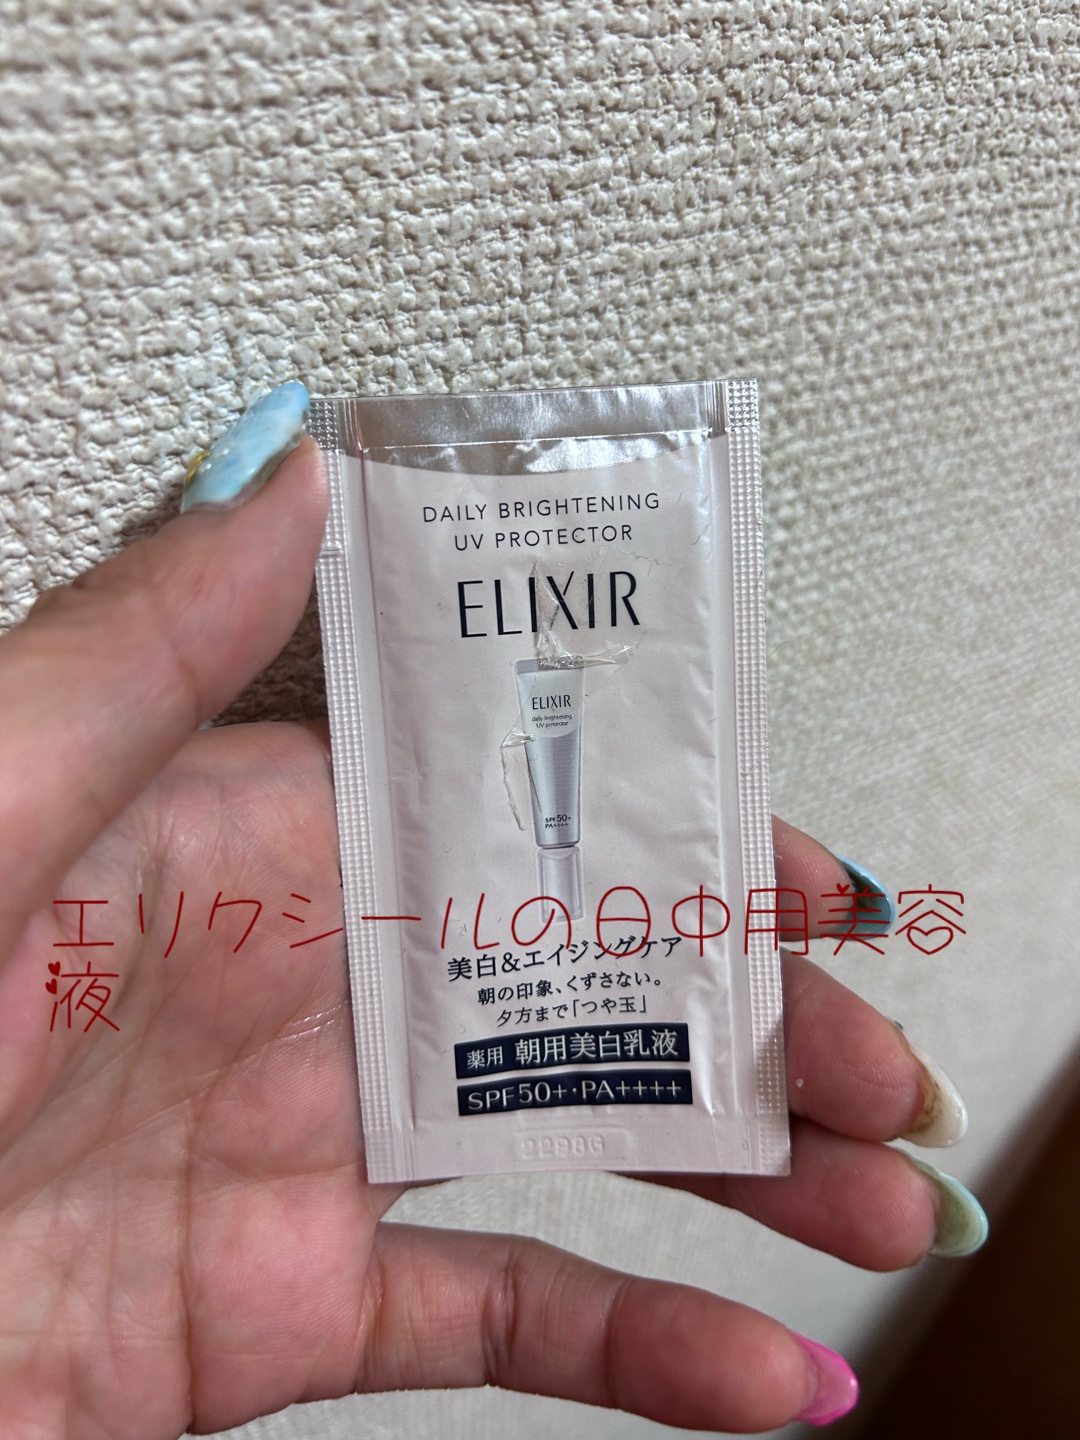 DAILY BRIGHTENING
UV PROTECTOR
ELIXIR
ELIXIR
daily brightening
UV protector
SPF 50+
PA++++
エリクシールの日中用美容
液
美白&エイジングケア
朝の印象、くずさない。
夕方まで「つや玉」
薬用 朝用美白乳液
SPF50+・PA++++